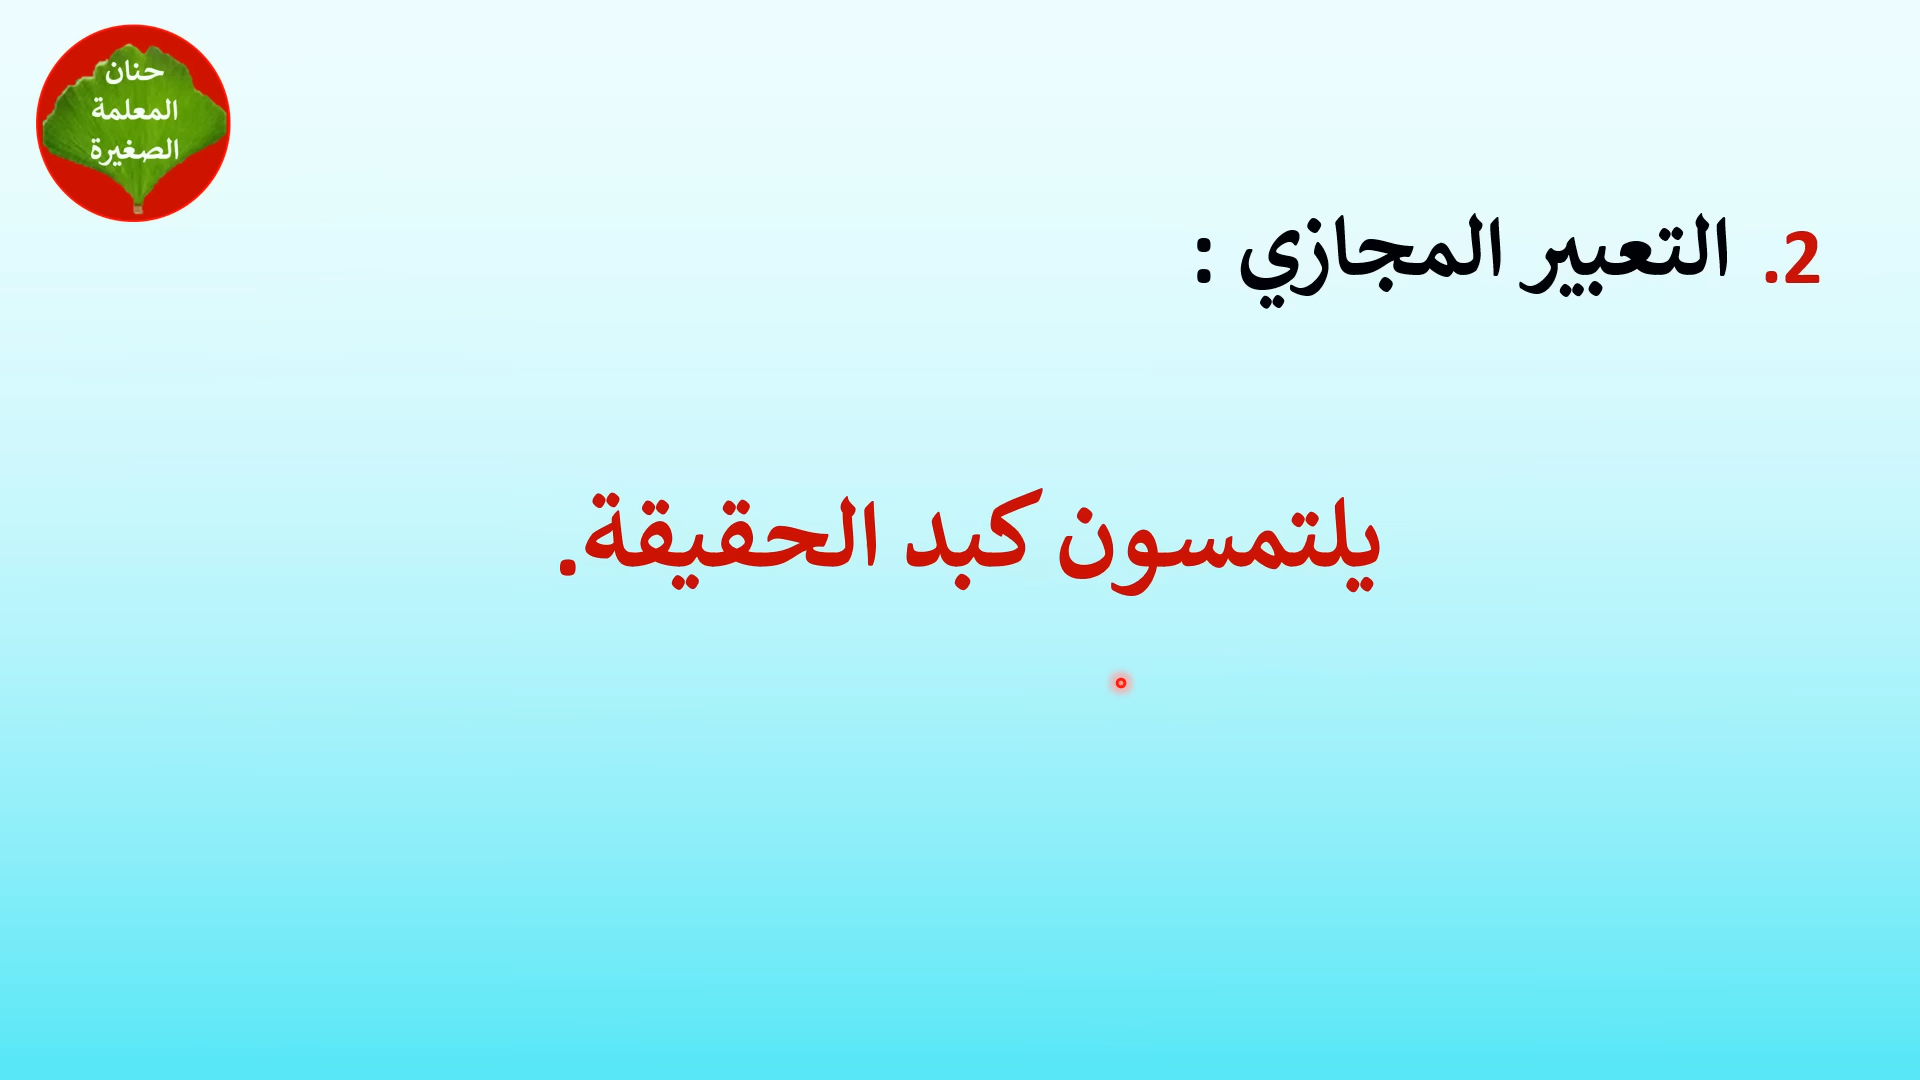 حنان
المعلمة
الصغيرة
2. التعبير المجازي :
يلتمسون كبد الحقيقة.